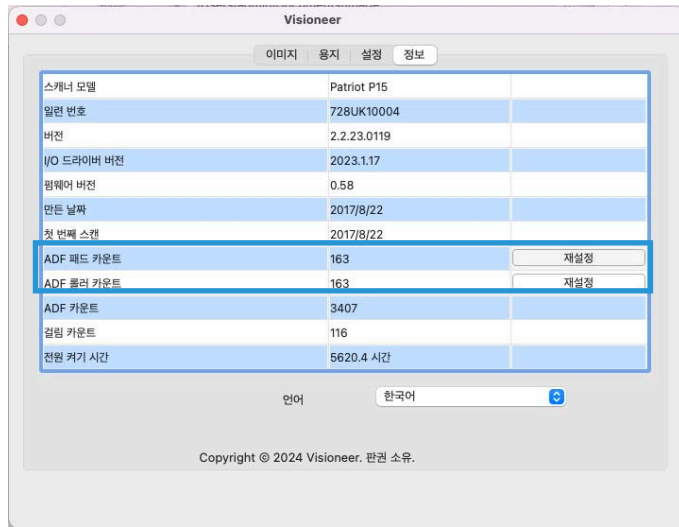 Visioneer
이미지 용지 설정 정보
스캐너 모델 Patriot P15
일련 번호 728UK10004
버전 2.2.23.0119
I/O 드라이버 버전 2023.1.17
펌웨어 버전 0.58
만든 날짜 2017/8/22
첫 번째 스캔 2017/8/22
ADF 패드 카운트 163 재설정
ADF 롤러 카운트 163 재설정
ADF 카운트 3407
걸림 카운트 116
전원 켜기 시간 5620.4 시간
언어 한국어
Copyright © 2024 Visioneer. 판권 소유.